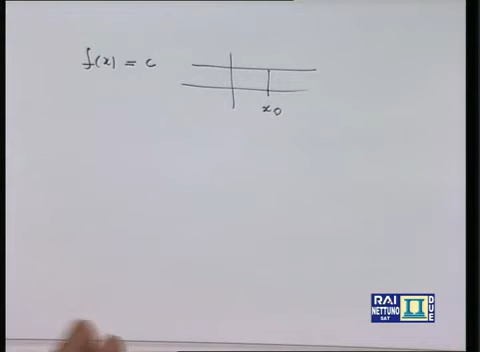 f(x) = c
x0
RAI
NETTUNO
SAT
DUE